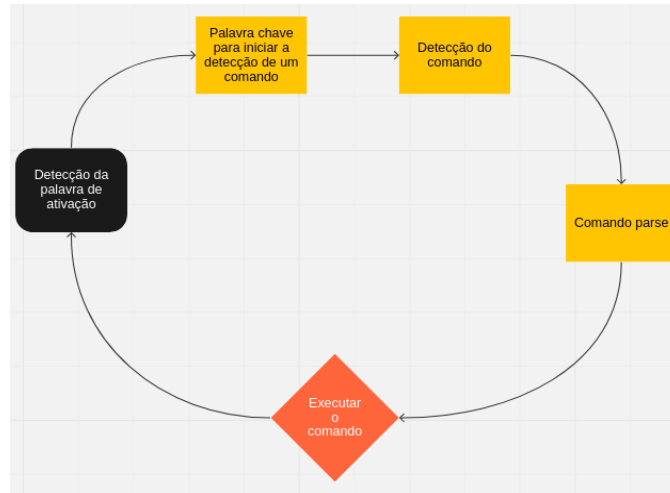 Palavra chave
para iniciar a
detecção de um
comando
Detecção do
comando
Detecção da
palavra de
ativação
Comando parse
Executar
o
comando